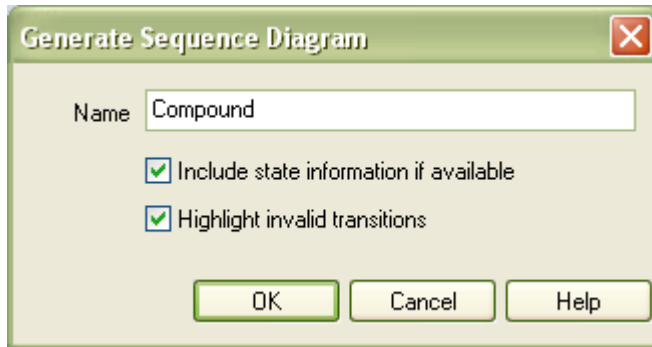 Generate Sequence Diagram
Name Compound
Include state information if available
Highlight invalid transitions
OK Cancel Help